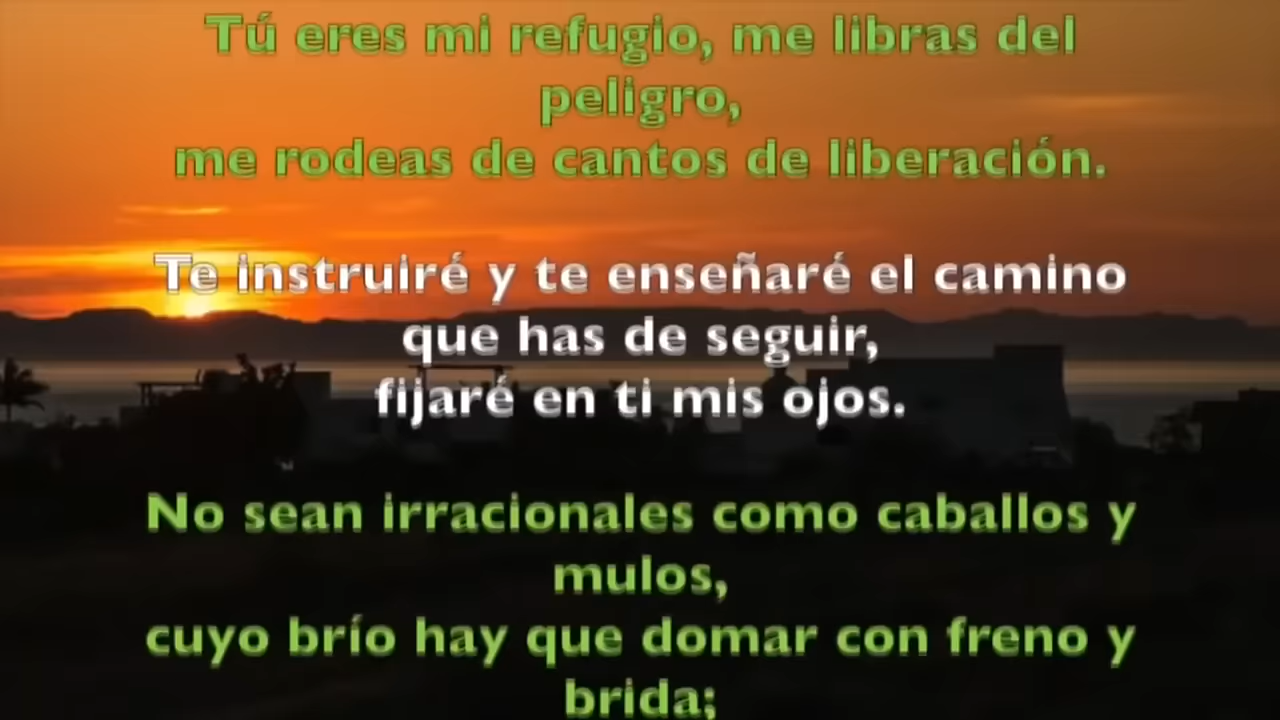 Tú eres mi refugio, me libras del
peligro,
me rodeas de cantos de liberación.
Te instruiré y te enseñaré el camino
que has de seguir,
fijaré en ti mis ojos.
No sean irracionales como caballos y
mulos,
cuyo brío hay que domar con freno y
brida;